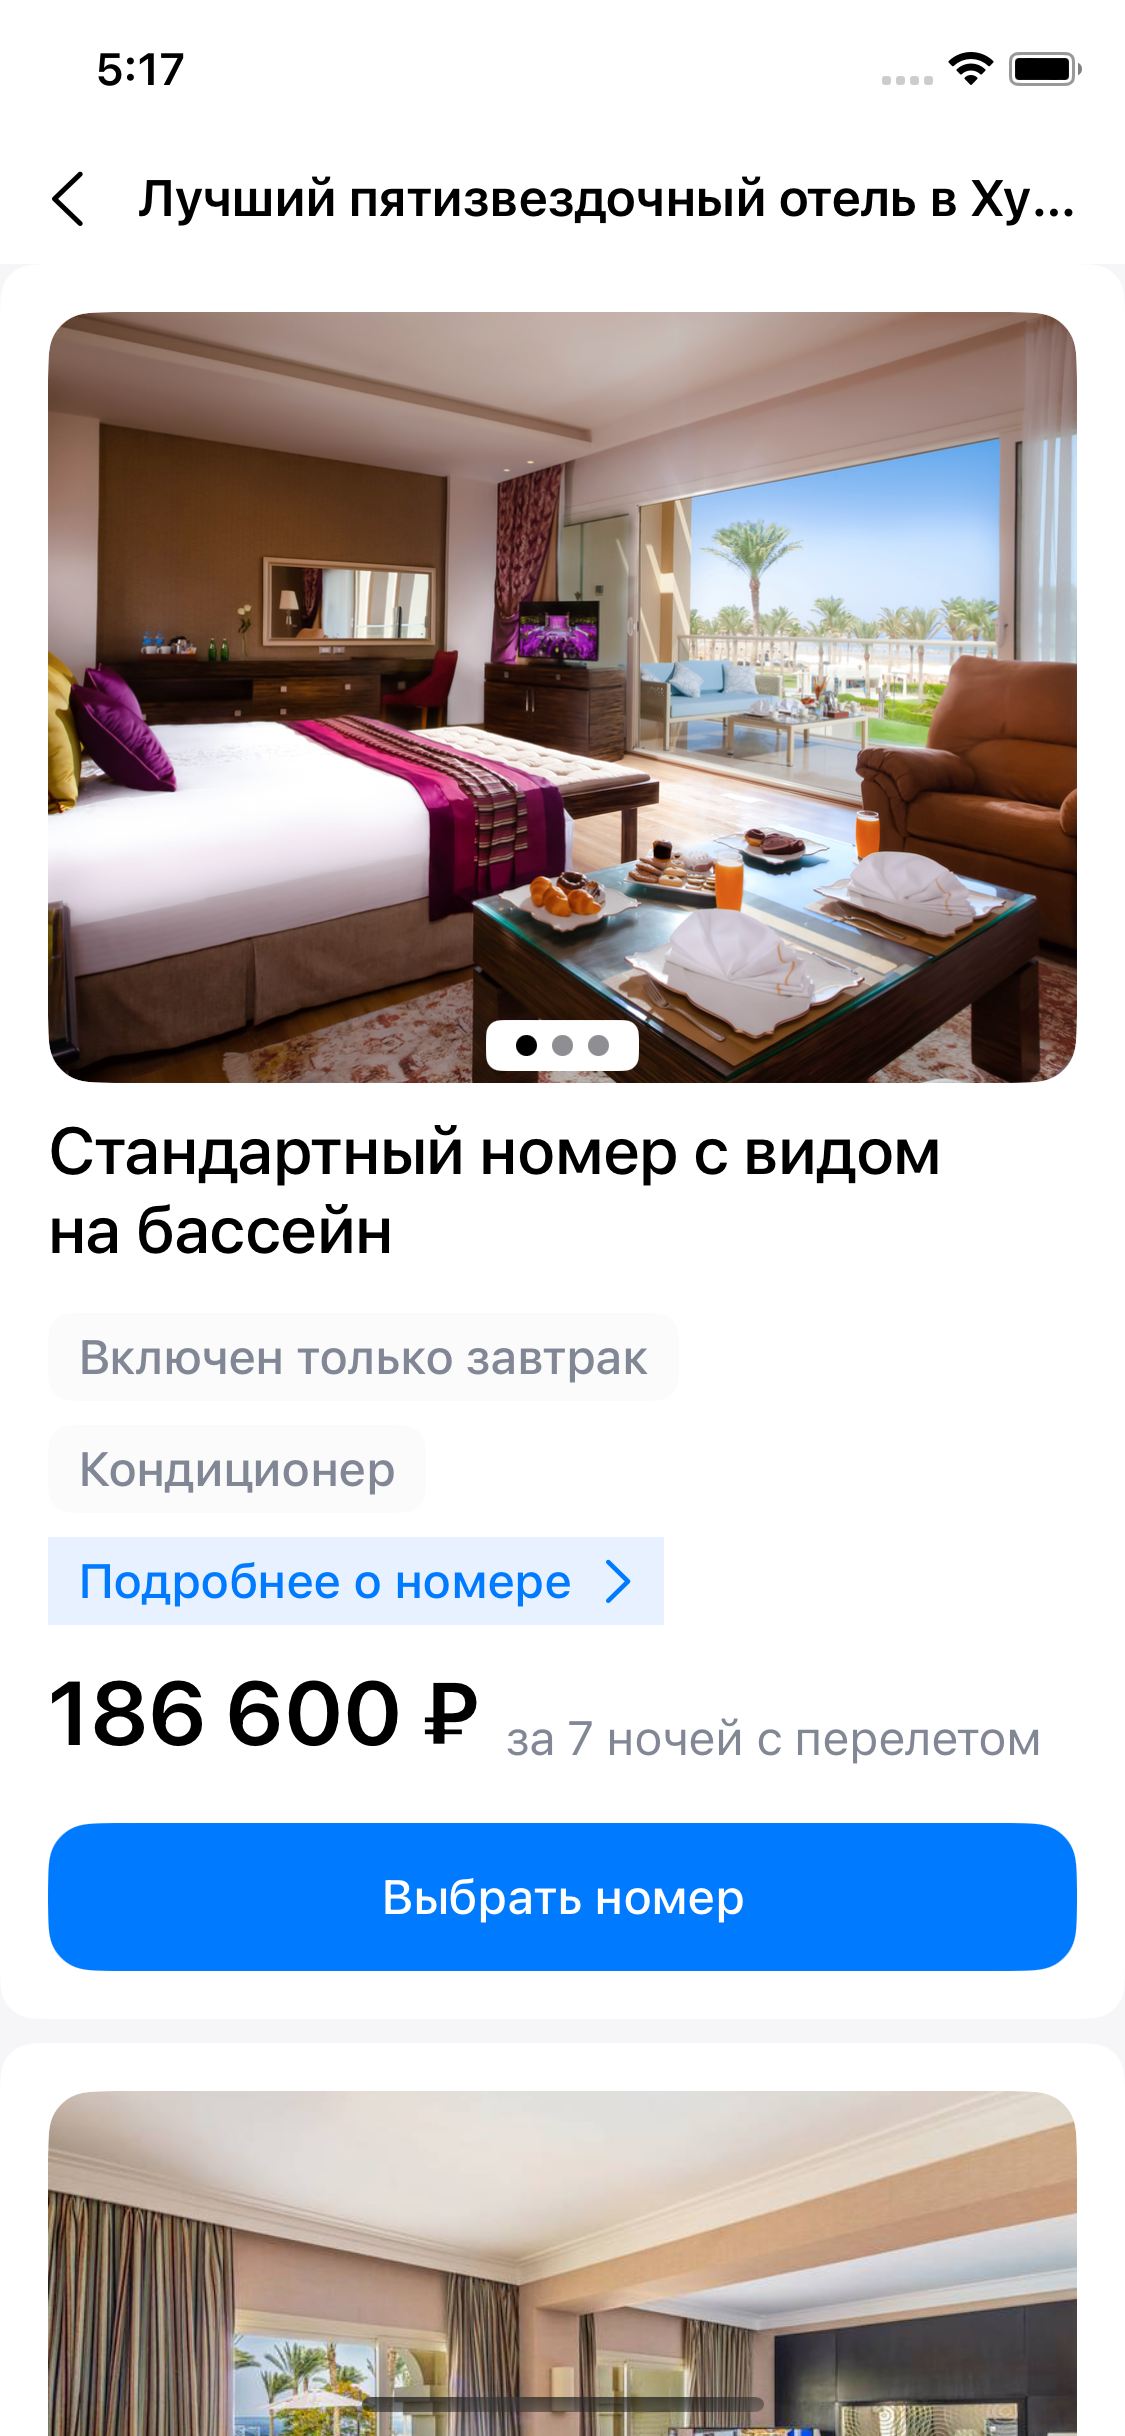 5:17
Лучший пятизвездочный отель в Ху...
Стандартный номер с видом
на бассейн
Включен только завтрак
Кондиционер
Подробнее о номере
186 600 ₽ за 7 ночей с перелетом
Выбрать номер